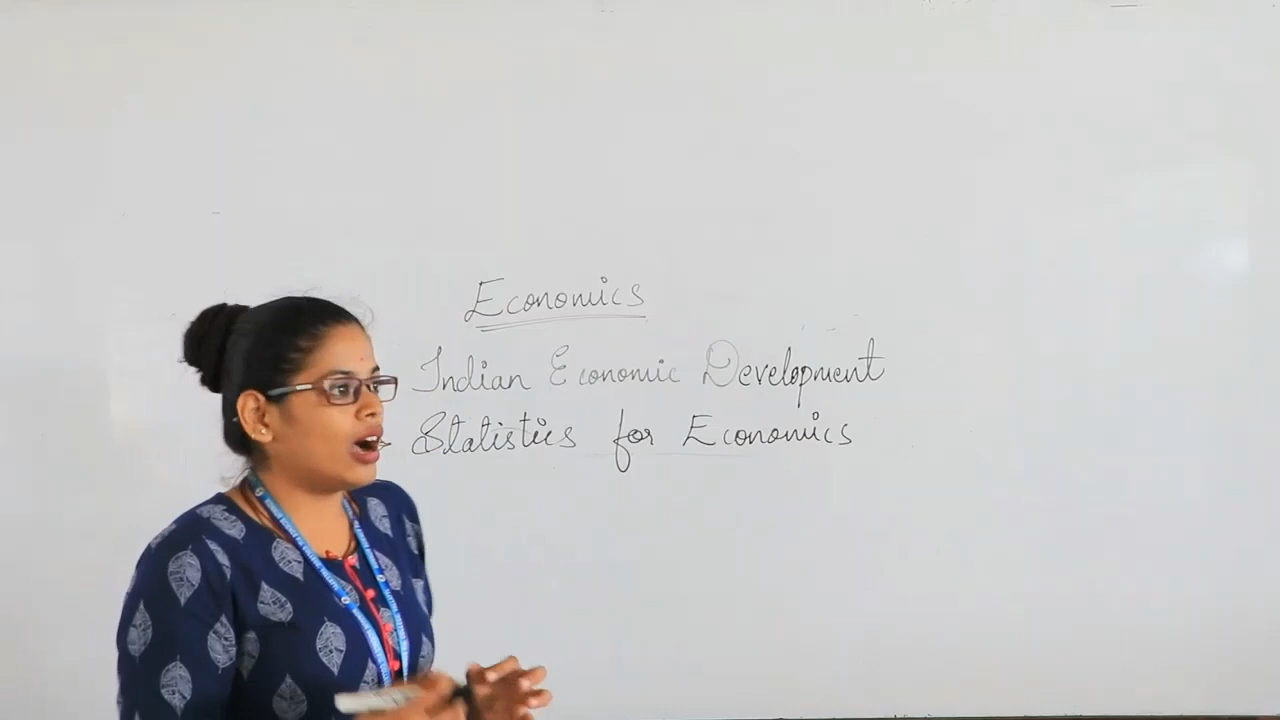 Economics
Indian Economic Development
Statistics for Economics